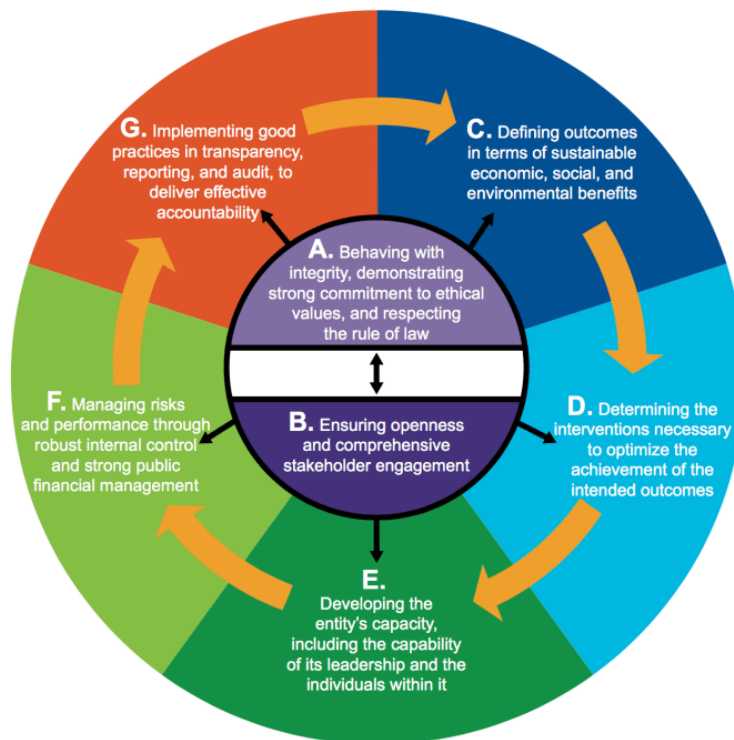 A. Behaving with
integrity, demonstrating
strong commitment to ethical
values, and respecting
the rule of law
B. Ensuring openness
and comprehensive
stakeholder engagement
C. Defining outcomes
in terms of sustainable
economic, social, and
environmental benefits
D. Determining the
interventions necessary
to optimize the
achievement of the
intended outcomes
E.
Developing the
entity's capacity,
including the capability
of its leadership and the
individuals within it
F. Managing risks
and performance through
robust internal control
and strong public
financial management
G. Implementing good
practices in transparency,
reporting, and audit, to
deliver effective
accountability